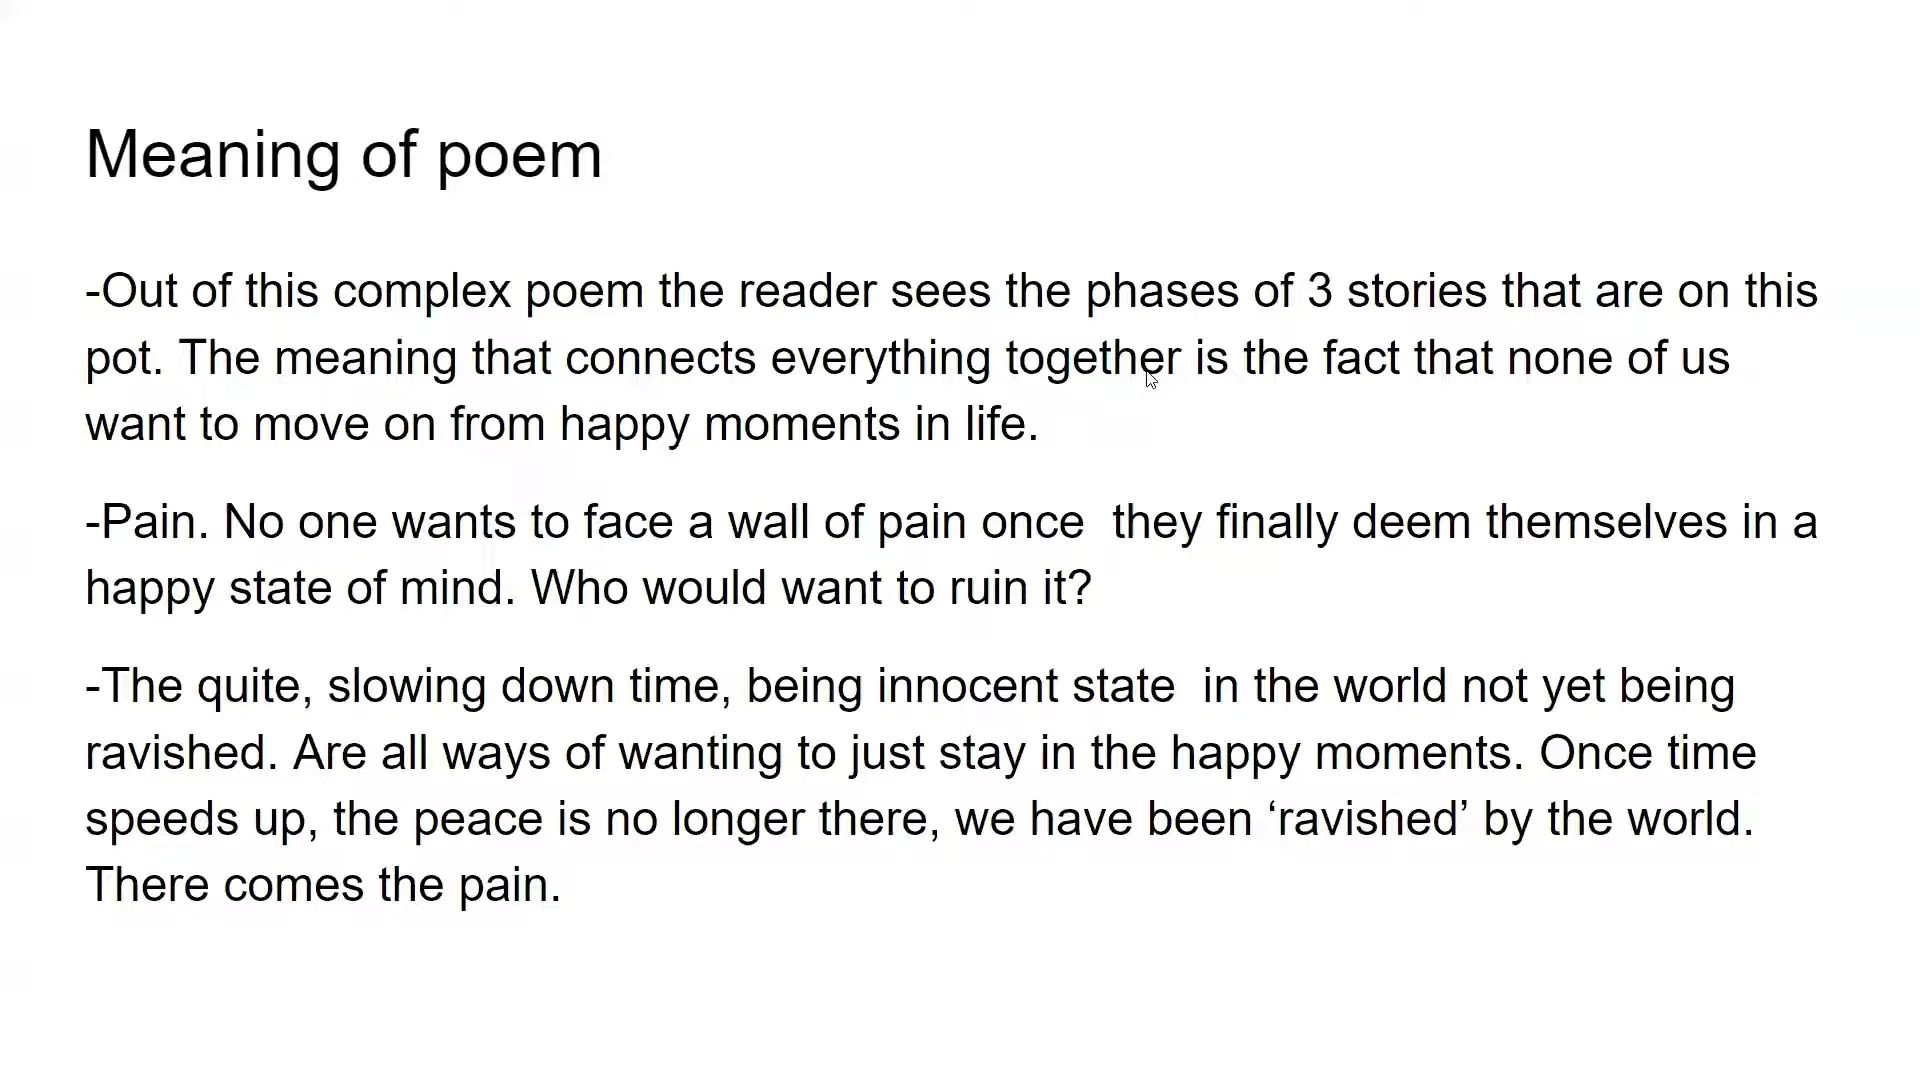 Meaning of poem
-Out of this complex poem the reader sees the phases of 3 stories that are on this
pot. The meaning that connects everything together is the fact that none of us
want to move on from happy moments in life.
-Pain. No one wants to face a wall of pain once  they finally deem themselves in a
happy state of mind. Who would want to ruin it?
-The quite, slowing down time, being innocent state  in the world not yet being
ravished. Are all ways of wanting to just stay in the happy moments. Once time
speeds up, the peace is no longer there, we have been ‘ravished’ by the world.
There comes the pain.